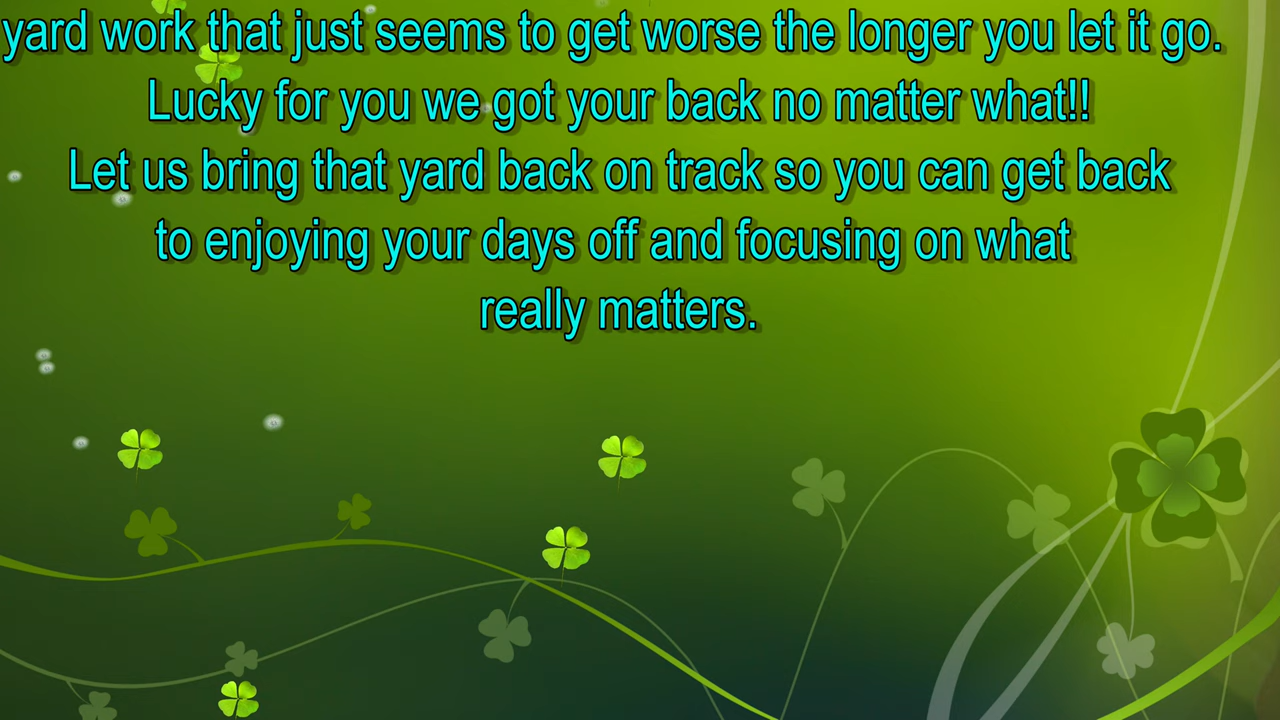 yard work that just seems to get worse the longer you let it go.
Lucky for you we got your back no matter what!!
Let us bring that yard back on track so you can get back
to enjoying your days off and focusing on what
really matters.